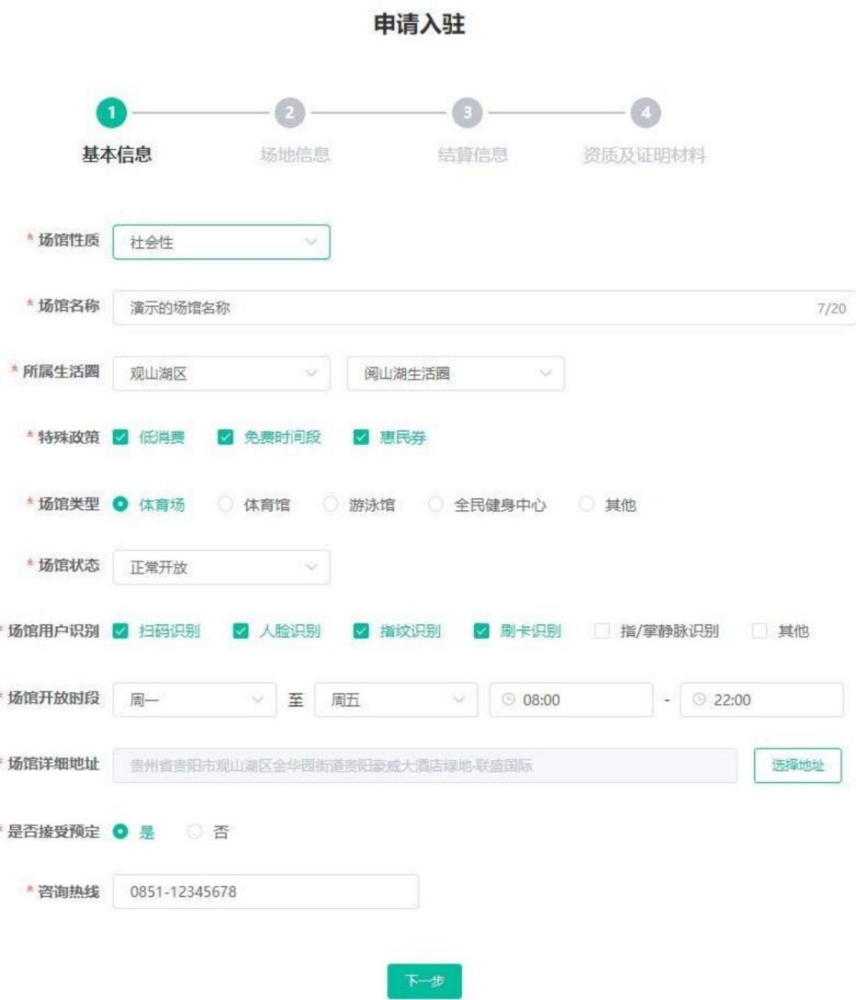 申请入驻
1 2 3 4
基本信息 场地信息 结算信息 资质及证明材料
* 场馆性质 社会性
* 场馆名称 演示的场馆名称 7/20
* 所属生活圈 观山湖区 阅山湖生活圈
* 特殊政策 低消费 免费时间段 惠民券
* 场馆类型 体育场 体育馆 游泳馆 全民健身中心 其他
* 场馆状态 正常开放
* 场馆用户识别 扫码识别 人脸识别 指纹识别 刷卡识别 指/掌静脉识别 其他
* 场馆开放时段 周一 至 周五 08:00 - 22:00
* 场馆详细地址 贵州省贵阳市观山湖区金华园街道贵阳豪威大酒店绿地·联盛国际 选择地址
* 是否接受预定 是 否
* 咨询热线 0851-12345678
下一步